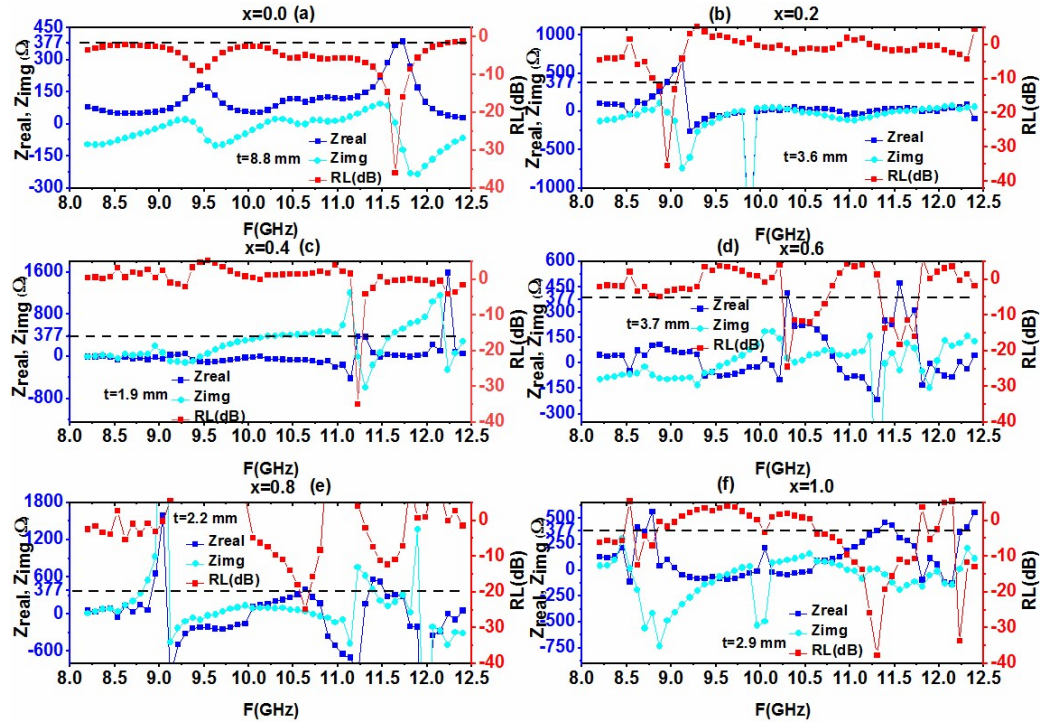 x=0.0 (a)
450
377
300
150
0
-150
-300
0
-10
-20
-30
-40
Zreal, Zimg (Ω)
RL(dB)
Zreal
Zimg
RL(dB)
t=8.8 mm
8.0 8.5 9.0 9.5 10.0 10.5 11.0 11.5 12.0 12.5
F(GHz)
(b) x=0.2
1000
500
377
0
-500
-1000
0
-10
-20
-30
-40
Zreal, Zimg (Ω)
RL(dB)
Zreal
Zimg
RL(dB)
t=3.6 mm
8.0 8.5 9.0 9.5 10.0 10.5 11.0 11.5 12.0 12.5
F(GHz)
x=0.4 (c)
1600
800
377
0
-800
0
-10
-20
-30
-40
Zreal, Zimg (Ω)
RL(dB)
Zreal
Zimg
RL(dB)
t=1.9 mm
8.0 8.5 9.0 9.5 10.0 10.5 11.0 11.5 12.0 12.5
F(GHz)
(d) x=0.6
600
450
377
300
150
0
-150
-300
0
-10
-20
-30
-40
Zreal, Zimg (Ω)
RL(dB)
Zreal
Zimg
RL(dB)
t=3.7 mm
8.0 8.5 9.0 9.5 10.0 10.5 11.0 11.5 12.0 12.5
F(GHz)
x=0.8 (e)
1800
1200
600
377
0
-600
0
-10
-20
-30
-40
Zreal, Zimg (Ω)
RL(dB)
t=2.2 mm
Zreal
Zimg
RL(dB)
8.0 8.5 9.0 9.5 10.0 10.5 11.0 11.5 12.0 12.5
F(GHz)
(f) x=1.0
500
377
250
0
-250
-500
-750
0
-10
-20
-30
-40
Zreal, Zimg (Ω)
RL(dB)
Zreal
Zimg
RL(dB)
t=2.9 mm
8.0 8.5 9.0 9.5 10.0 10.5 11.0 11.5 12.0 12.5
F(GHz)